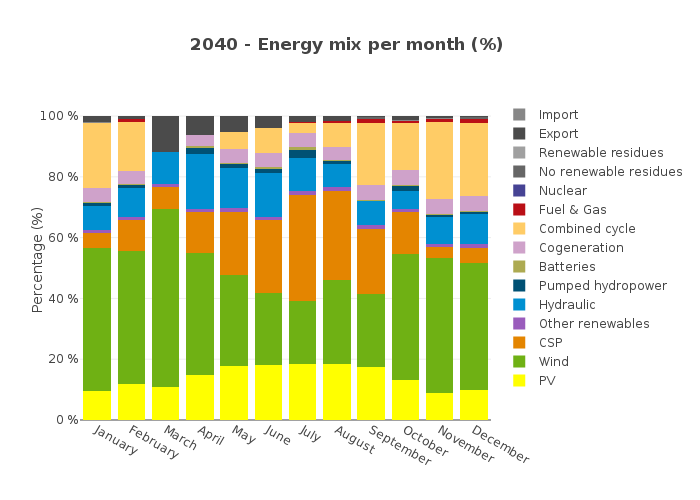 2040 - Energy mix per month (%)
Percentage (%)
100 %
80 %
60 %
40 %
20 %
0 %
January
February
March
April
May
June
July
August
September
October
November
December
Import
Export
Renewable residues
No renewable residues
Nuclear
Fuel & Gas
Combined cycle
Cogeneration
Batteries
Pumped hydropower
Hydraulic
Other renewables
CSP
Wind
PV